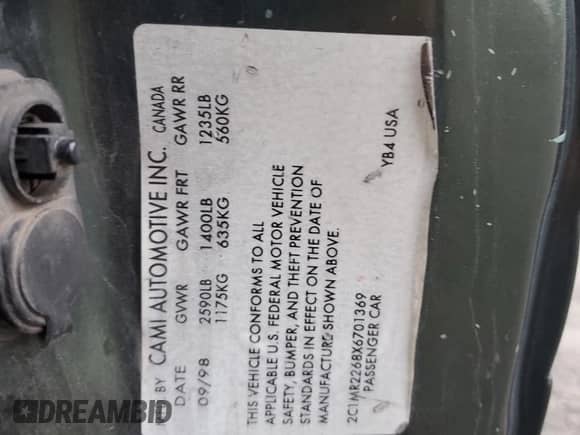 BY CAMI AUTOMOTIVE INC. CANADA
DATE GVWR GAWR FRT GAWR RR
09/98 2590LB 1400LB 1235LB
1175KG 635KG 560KG
THIS VEHICLE CONFORMS TO ALL
APPLICABLE U.S. FEDERAL MOTOR VEHICLE
SAFETY, BUMPER, AND THEFT PREVENTION
STANDARDS IN EFFECT ON THE DATE OF
MANUFACTURE SHOWN ABOVE.
2C1MR2268X6701369
PASSENGER CAR YB4 USA
DREAMBID